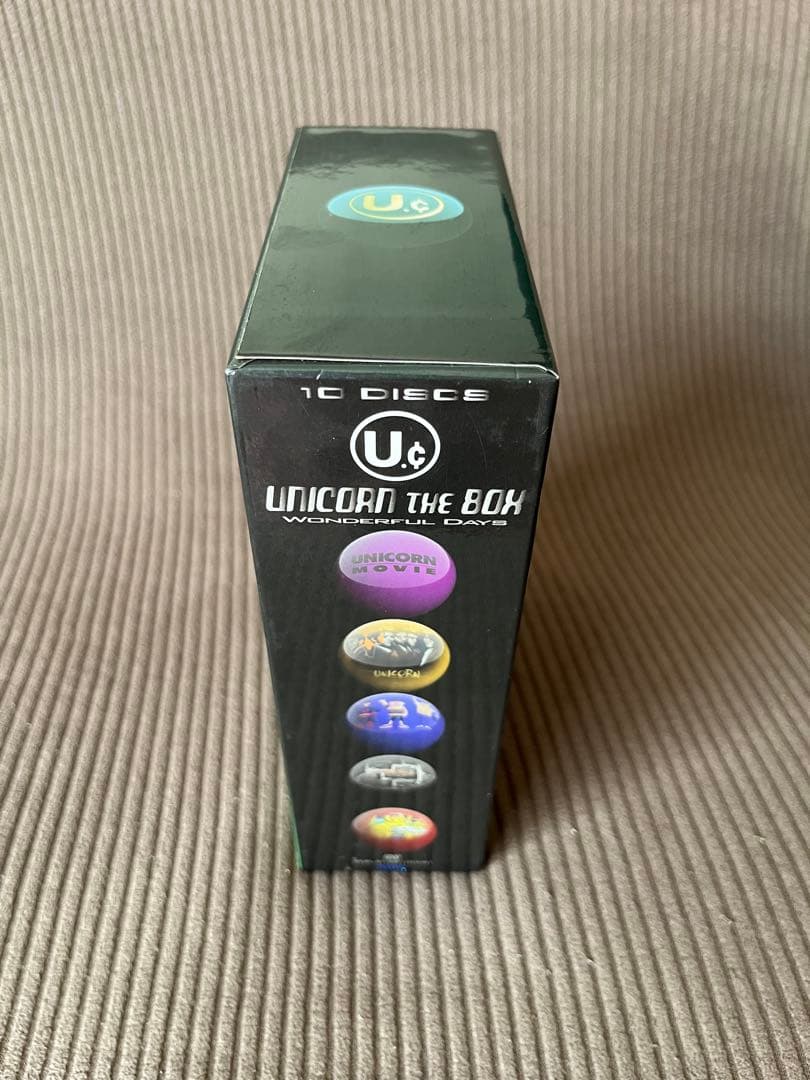 U.¢
10 DISCS
U.¢
UNICORN THE BOX
WONDERFUL DAYS
UNICORN
MOVIE
UNICORN